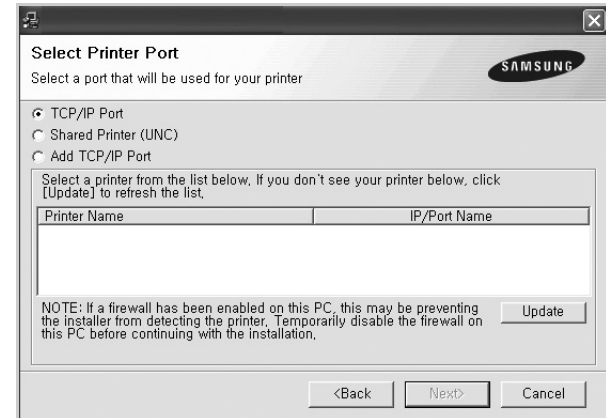 Select Printer Port
Select a port that will be used for your printer
SAMSUNG
TCP/IP Port
Shared Printer (UNC)
Add TCP/IP Port
Select a printer from the list below, If you don't see your printer below, click
[Update] to refresh the list,
Printer Name IP/Port Name
NOTE: If a firewall has been enabled on this PC, this may be preventing
the installer from detecting the printer, Temporarily disable the firewall on
this PC before continuing with the installation,
Update
<Back Next> Cancel